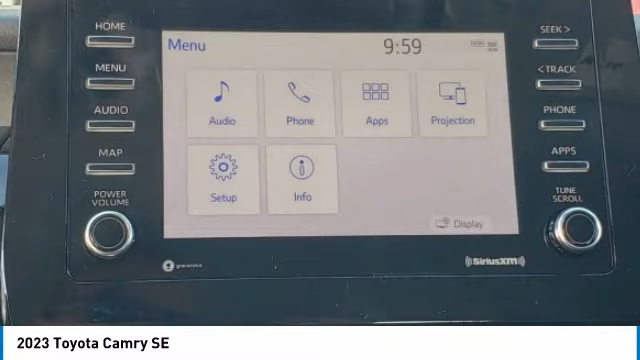 HOME
MENU
AUDIO
MAP
POWER
VOLUME
Menu
9:59
Audio
Phone
Apps
Projection
Setup
Info
Display
gracenote
SiriusXM
SEEK >
< TRACK
PHONE
APPS
TUNE
SCROLL
2023 Toyota Camry SE